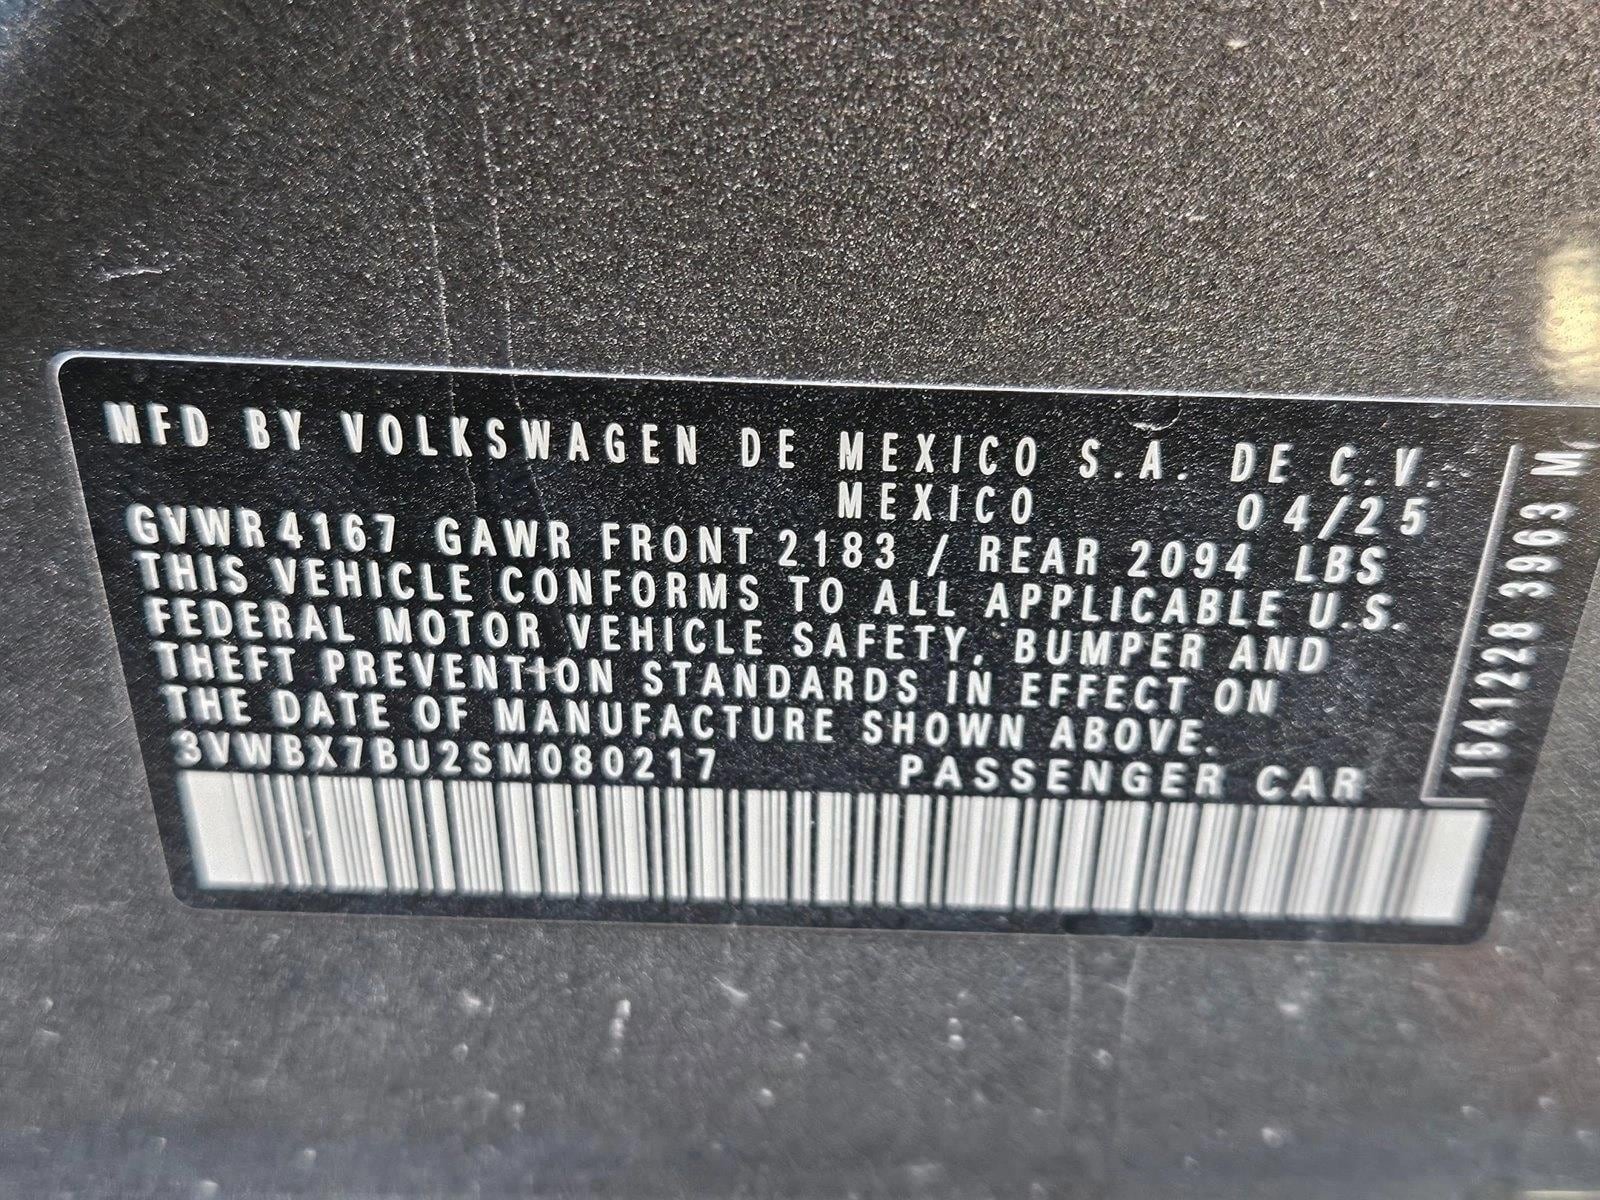 MFD BY VOLKSWAGEN DE MEXICO S.A. DE C.V.
MEXICO 04/25
GVWR 4167 GAWR FRONT 2183 / REAR 2094 LBS
THIS VEHICLE CONFORMS TO ALL APPLICABLE U.S.
FEDERAL MOTOR VEHICLE SAFETY, BUMPER AND
THEFT PREVENTION STANDARDS IN EFFECT ON
THE DATE OF MANUFACTURE SHOWN ABOVE.
3VWBX7BU2SM080217 PASSENGER CAR
1541228 3963 M